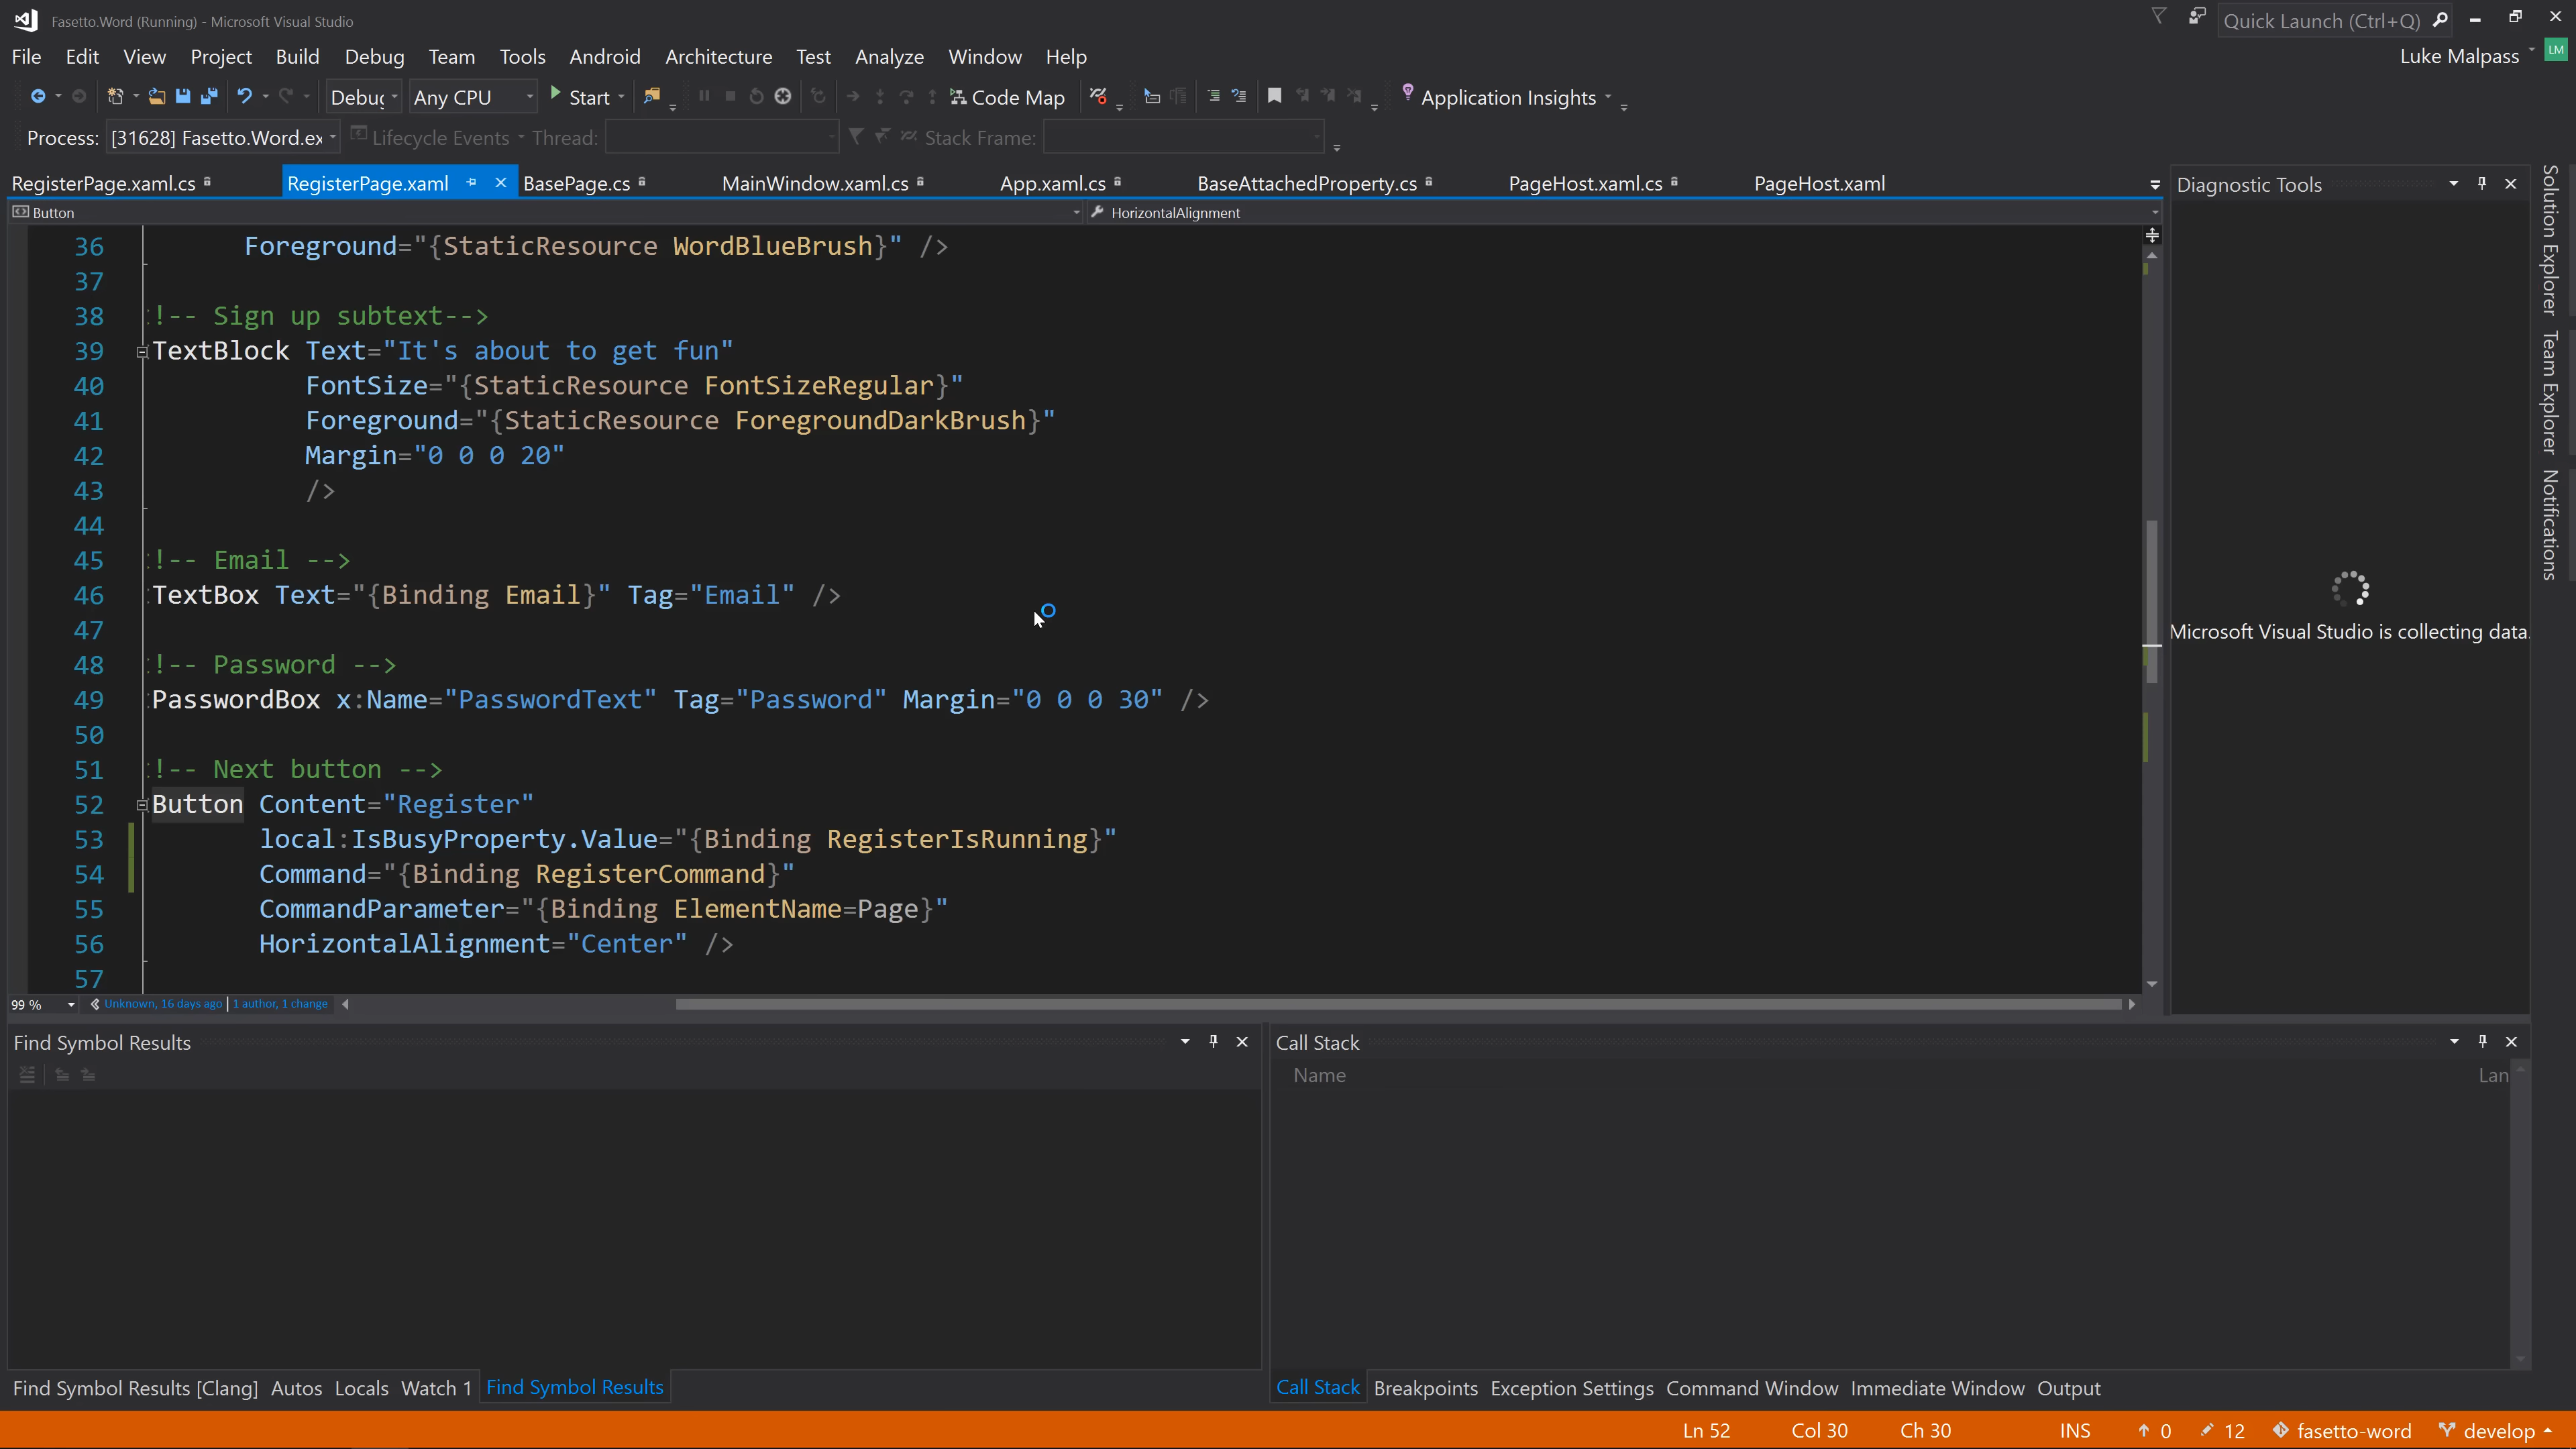 Fasetto.Word (Running) - Microsoft Visual Studio
Quick Launch (Ctrl+Q)
File Edit View Project Build Debug Team Tools Android Architecture Test Analyze Window Help
Luke Malpass LM
Debug Any CPU Start Code Map Application Insights
Process: [31628] Fasetto.Word.ex Lifecycle Events Thread: Stack Frame:
RegisterPage.xaml.cs RegisterPage.xaml BasePage.cs MainWindow.xaml.cs App.xaml.cs BaseAttachedProperty.cs PageHost.xaml.cs PageHost.xaml
Diagnostic Tools
Button HorizontalAlignment
36 Foreground="{StaticResource WordBlueBrush}" />
37
38 !-- Sign up subtext-->
39 TextBlock Text="It's about to get fun"
40 FontSize="{StaticResource FontSizeRegular}"
41 Foreground="{StaticResource ForegroundDarkBrush}"
42 Margin="0 0 0 20"
43 />
44
45 !-- Email -->
46 TextBox Text="{Binding Email}" Tag="Email" />
47
48 !-- Password -->
49 PasswordBox x:Name="PasswordText" Tag="Password" Margin="0 0 0 30" />
50
51 !-- Next button -->
52 Button Content="Register"
53 local:IsBusyProperty.Value="{Binding RegisterIsRunning}"
54 Command="{Binding RegisterCommand}"
55 CommandParameter="{Binding ElementName=Page}"
56 HorizontalAlignment="Center" />
57
Microsoft Visual Studio is collecting data.
Solution Explorer
Team Explorer
Notifications
99 % Unknown, 16 days ago | 1 author, 1 change
Find Symbol Results
Call Stack
Name Lan
Find Symbol Results [Clang] Autos Locals Watch 1 Find Symbol Results
Call Stack Breakpoints Exception Settings Command Window Immediate Window Output
Ln 52 Col 30 Ch 30 INS 0 12 fasetto-word develop